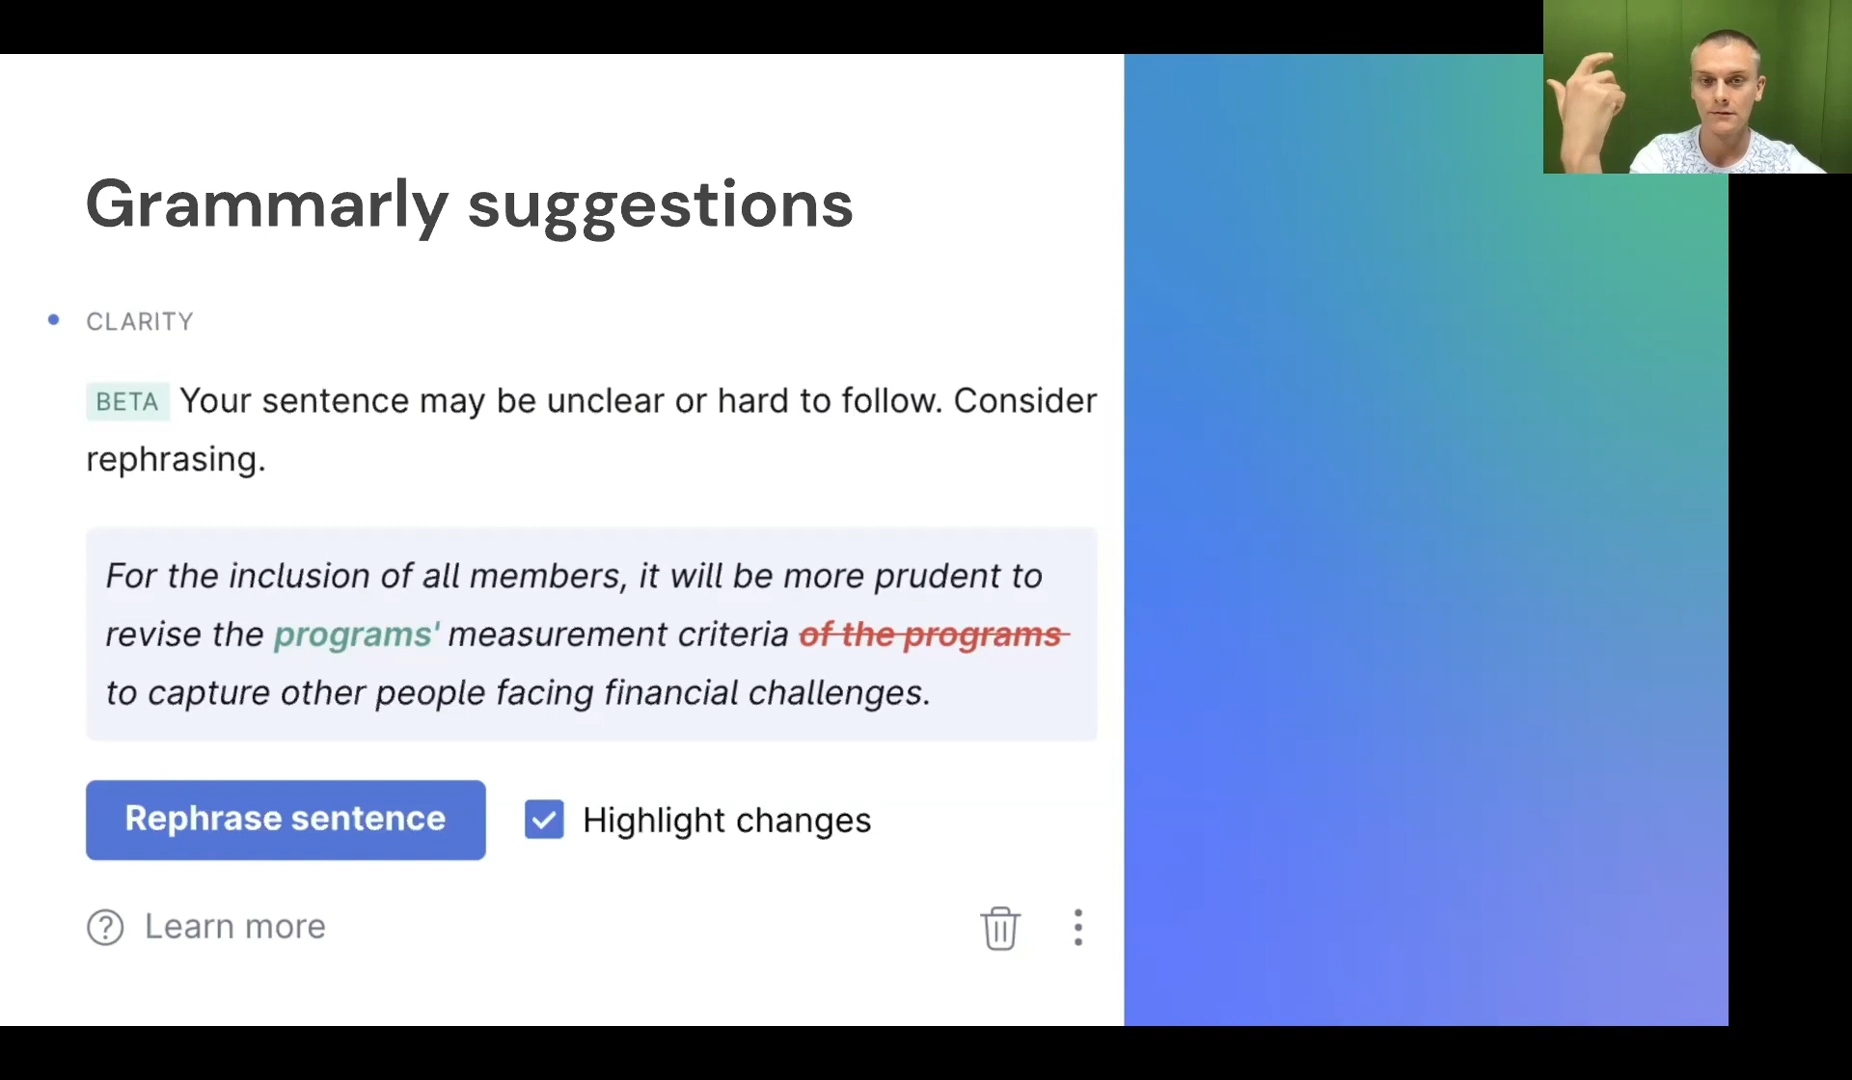 Grammarly suggestions
CLARITY
BETA Your sentence may be unclear or hard to follow. Consider
rephrasing.
For the inclusion of all members, it will be more prudent to
revise the programs' measurement criteria of the programs
to capture other people facing financial challenges.
Rephrase sentence Highlight changes
? Learn more